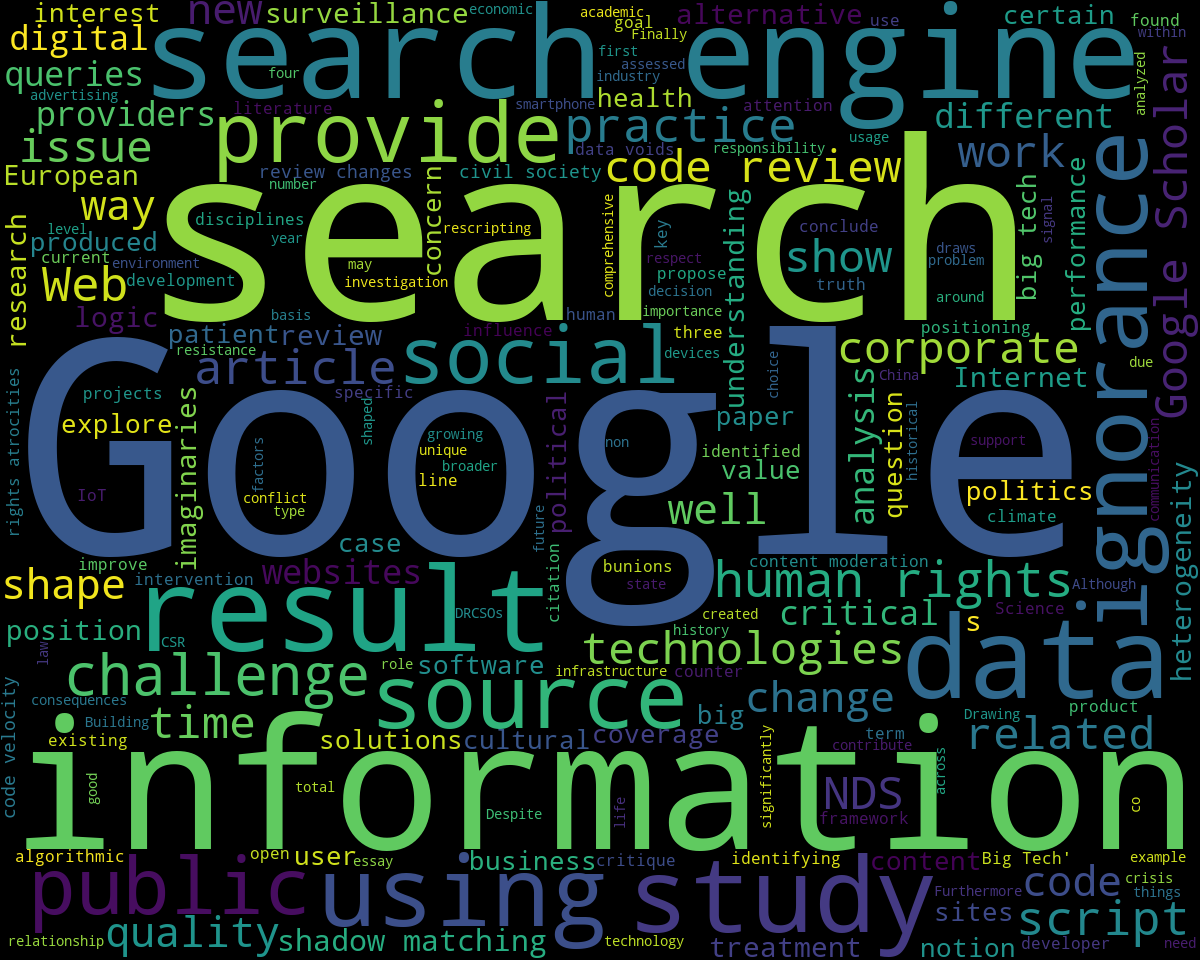 interest
new
surveillance
economic
academic
goal
Finally
alternative
use
certain
found
within
digital
search engine
first
assessed
industry
analyzed
queries
four
advertising
literature
smartphone
health
attention
different
Google Scholar
providers
provide
practice
usage
issue
data voids
responsibility
code review
work
European
review changes
civil society
number
concern
way
search
disciplines
rescripting
comprehensive
key
understanding
conclude
show
signal
big tech
performance
ignorance
research
level
produced
year
current
environment
development
Web
may
investigation
respect
propose
decision
truth
draws
problem
around
logic
basis
human
importance
influence
three
positioning
patient
review
resistance
article
social
devices
corporate
due
choice
China
Internet
projects
specific
shaped
explore
imaginaries
Google
growing
unique
broader
line
factors
political
non
paper
identified
value
analysis
question
historical
support
communication
rights atrocities
IoT
conflict
type
well
politics
climate
heterogeneity
case
future
citation
improve
intervention
websites
content moderation
bunions
state
human rights
Although
shape
result
DRCSOs
created
critical
Science
s
position
CSR
history
law
technologies
data
challenge
role
software
infrastructure
counter
code velocity
consequences
Building
time
source
big
change
Drawing
product
existing
solutions
cultural
coverage
term
related
contribute
significantly
across
information
good
total
Despite
life
NDS
framework
co
algorithmic
open
user
essay
business
critique
identifying
content
Big Tech'
example
public
using
study
Furthermore
code
crisis
things
sites
script
relationship
quality
shadow matching
technology
treatment
notion
developer
need